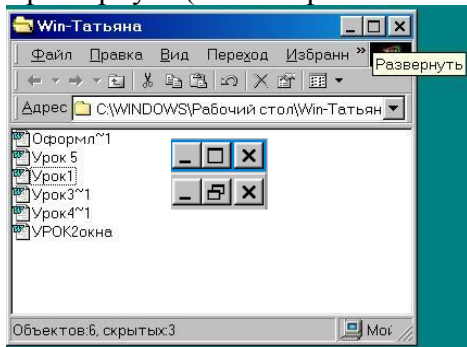 Win-Татьяна
Файл Правка Вид Переход Избранн »
Развернуть
Адрес C:\WINDOWS\Рабочий стол\Win-Татьян
Оформл~1
Урок 5
Урок1
Урок3~1
Урок4~1
УРОК2окна
Объектов:6, скрытых:3 Мої